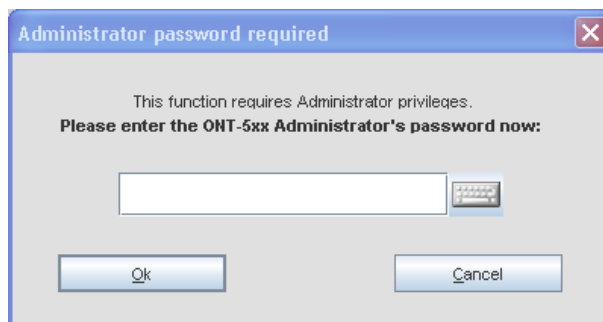 Administrator password required
This function requires Administrator privileges.
Please enter the ONT-5xx Administrator's password now:
Ok
Cancel